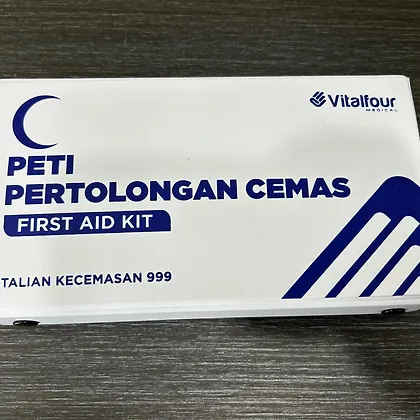 Vitalfour
MEDICAL
PETI
PERTOLONGAN CEMAS
FIRST AID KIT
TALIAN KECEMASAN 999